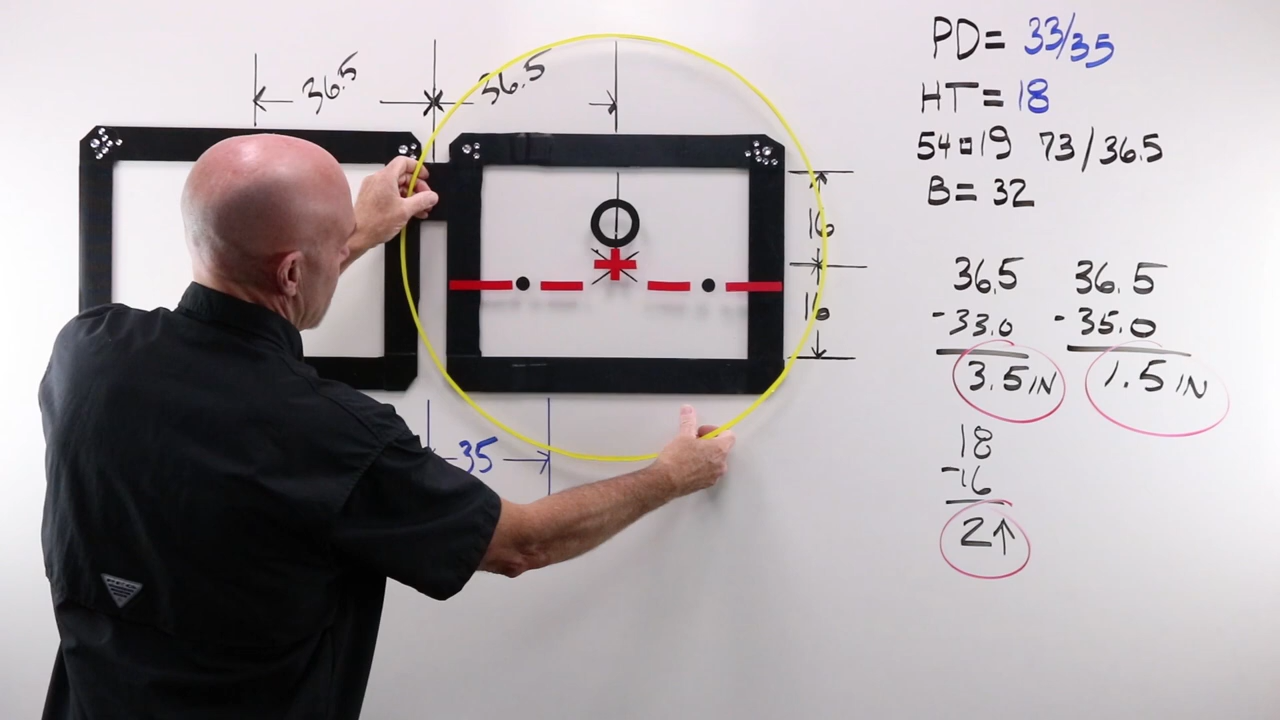 36.5 36.5
16
16
35
PD= 33/35
HT= 18
54□19 73/36.5
B= 32
36.5 36.5
-33.0 -35.0
3.5 IN 1.5 IN
18
-16
2↑